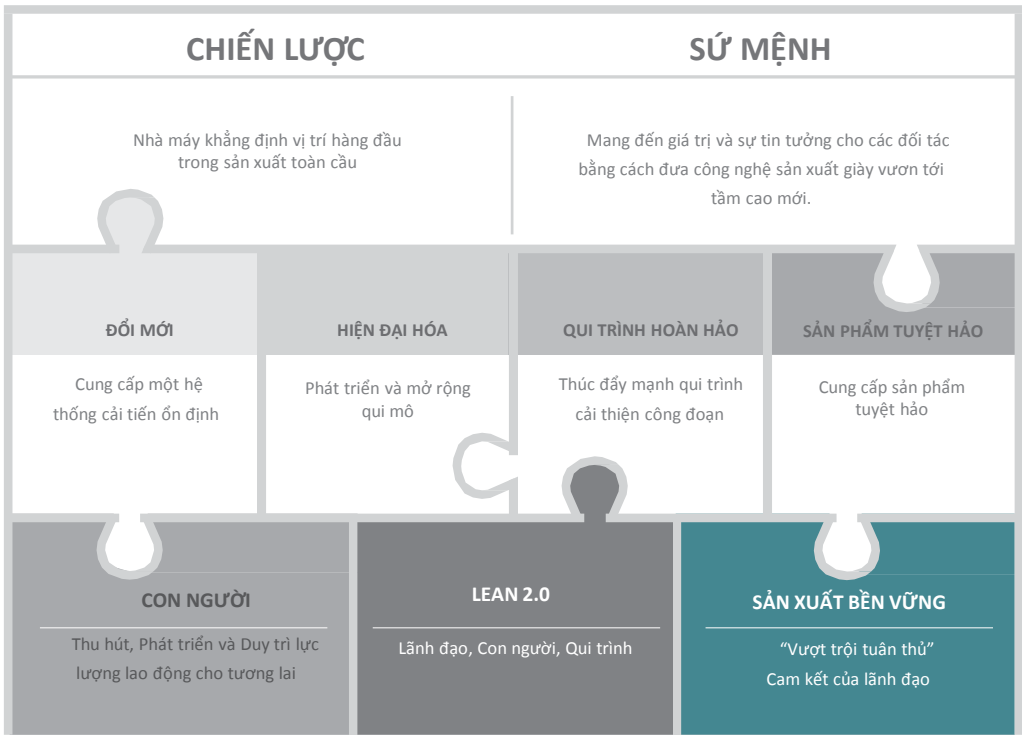 CHIẾN LƯỢC
SỨ MỆNH
Nhà máy khẳng định vị trí hàng đầu
trong sản xuất toàn cầu
Mang đến giá trị và sự tin tưởng cho các đối tác
bằng cách đưa công nghệ sản xuất giày vươn tới
tầm cao mới.
ĐỔI MỚI
Cung cấp một hệ
thống cải tiến ổn định
HIỆN ĐẠI HÓA
Phát triển và mở rộng
qui mô
QUI TRÌNH HOÀN HẢO
Thúc đẩy mạnh qui trình
cải thiện công đoạn
SẢN PHẨM TUYỆT HẢO
Cung cấp sản phẩm
tuyệt hảo
CON NGƯỜI
Thu hút, Phát triển và Duy trì lực
lượng lao động cho tương lai
LEAN 2.0
Lãnh đạo, Con người, Qui trình
SẢN XUẤT BỀN VỮNG
“Vượt trội tuân thủ”
Cam kết của lãnh đạo